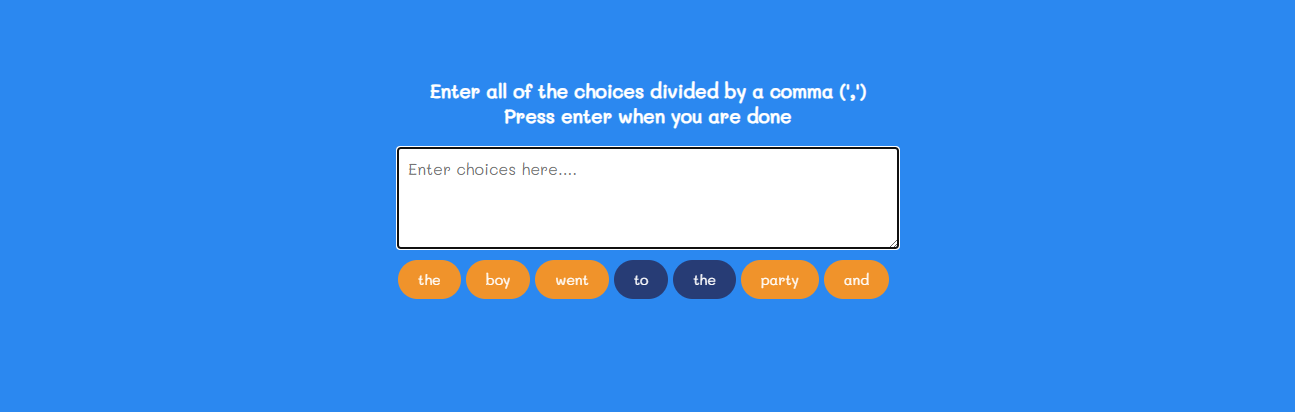 Enter all of the choices divided by a comma (',')
Press enter when you are done
Enter choices here....
the boy went to the party and